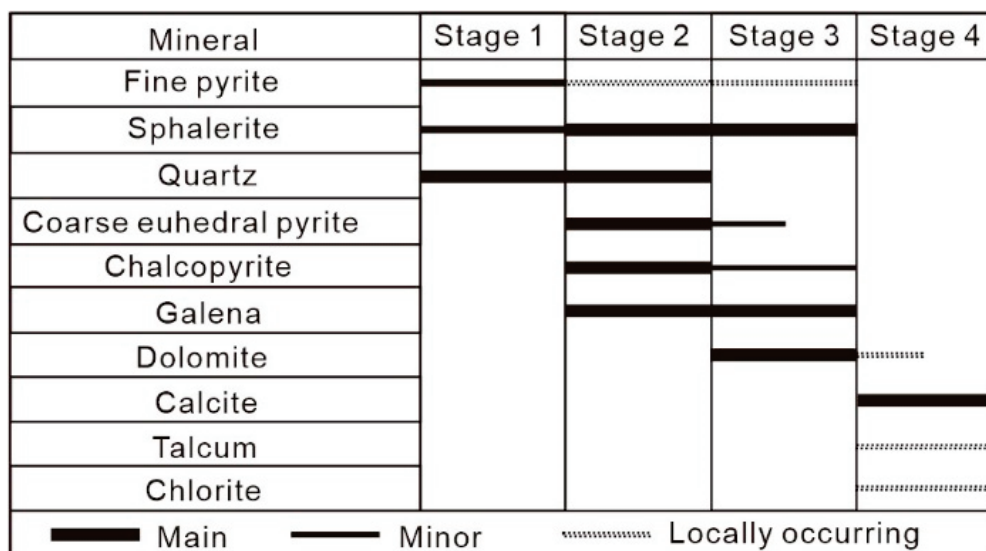 Mineral Stage 1 Stage 2 Stage 3 Stage 4
Fine pyrite
Sphalerite
Quartz
Coarse euhedral pyrite
Chalcopyrite
Galena
Dolomite
Calcite
Talcum
Chlorite
Main Minor Locally occurring